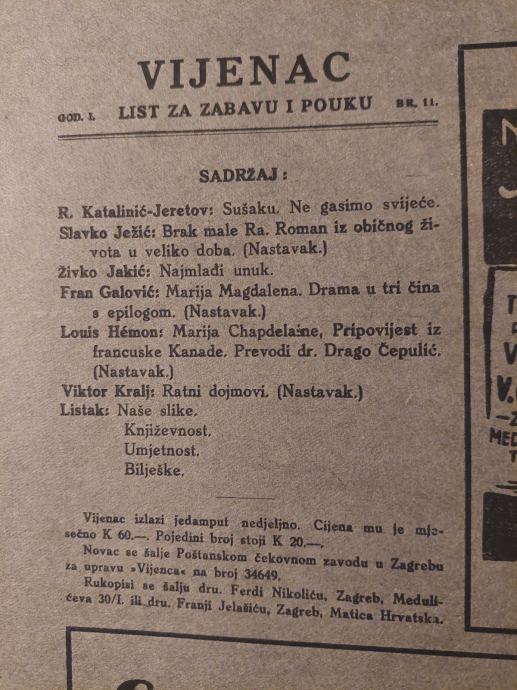 VIJENAC
GOD. I. LIST ZA ZABAVU I POUKU BR. 11.
SADRŽAJ:
R. Katalinić-Jeretov: Sušaku. Ne gasimo svijeće.
Slavko Ježić: Brak male Ra. Roman iz običnog ži-
vota u veliko doba. (Nastavak.)
Živko Jakić: Najmlađi unuk.
Fran Galović: Marija Magdalena. Drama u tri čina
s epilogom. (Nastavak.)
Louis Hémon: Marija Chapdelaine, Pripovijest iz
francuske Kanade. Prevodi dr. Drago Čepulić.
(Nastavak.)
Viktor Kralj: Ratni dojmovi. (Nastavak.)
Listak: Naše slike.
Književnost.
Umjetnost.
Bilješke.
Vijenac izlazi jedamput nedjeljno. Cijena mu je mje-
sečno K 60.—. Pojedini broj stoji K 20.—.
Novac se šalje Poštanskom čekovnom zavodu u Zagrebu
za upravu »Vijenca« na broj 34649.
Rukopisi se šalju dru. Ferdi Nikoliću, Zagreb, Meduli-
ćeva 30/I. ili dru. Franji Jelašiću, Zagreb, Matica Hrvatska.
V.
MED